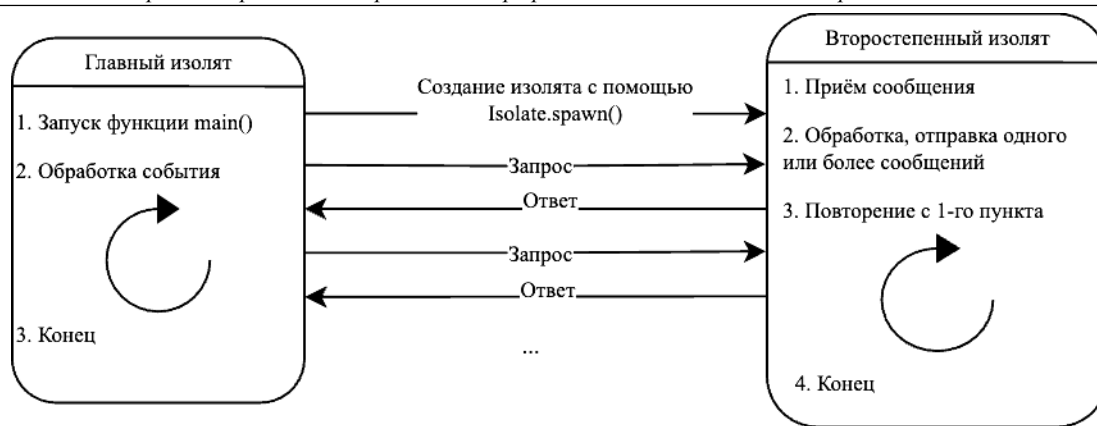 Главный изолят
1. Запуск функции main()
2. Обработка события
3. Конец
Создание изолята с помощью
Isolate.spawn()
Запрос
Ответ
Запрос
Ответ
...
Второстепенный изолят
1. Приём сообщения
2. Обработка, отправка одного
или более сообщений
3. Повторение с 1-го пункта
4. Конец